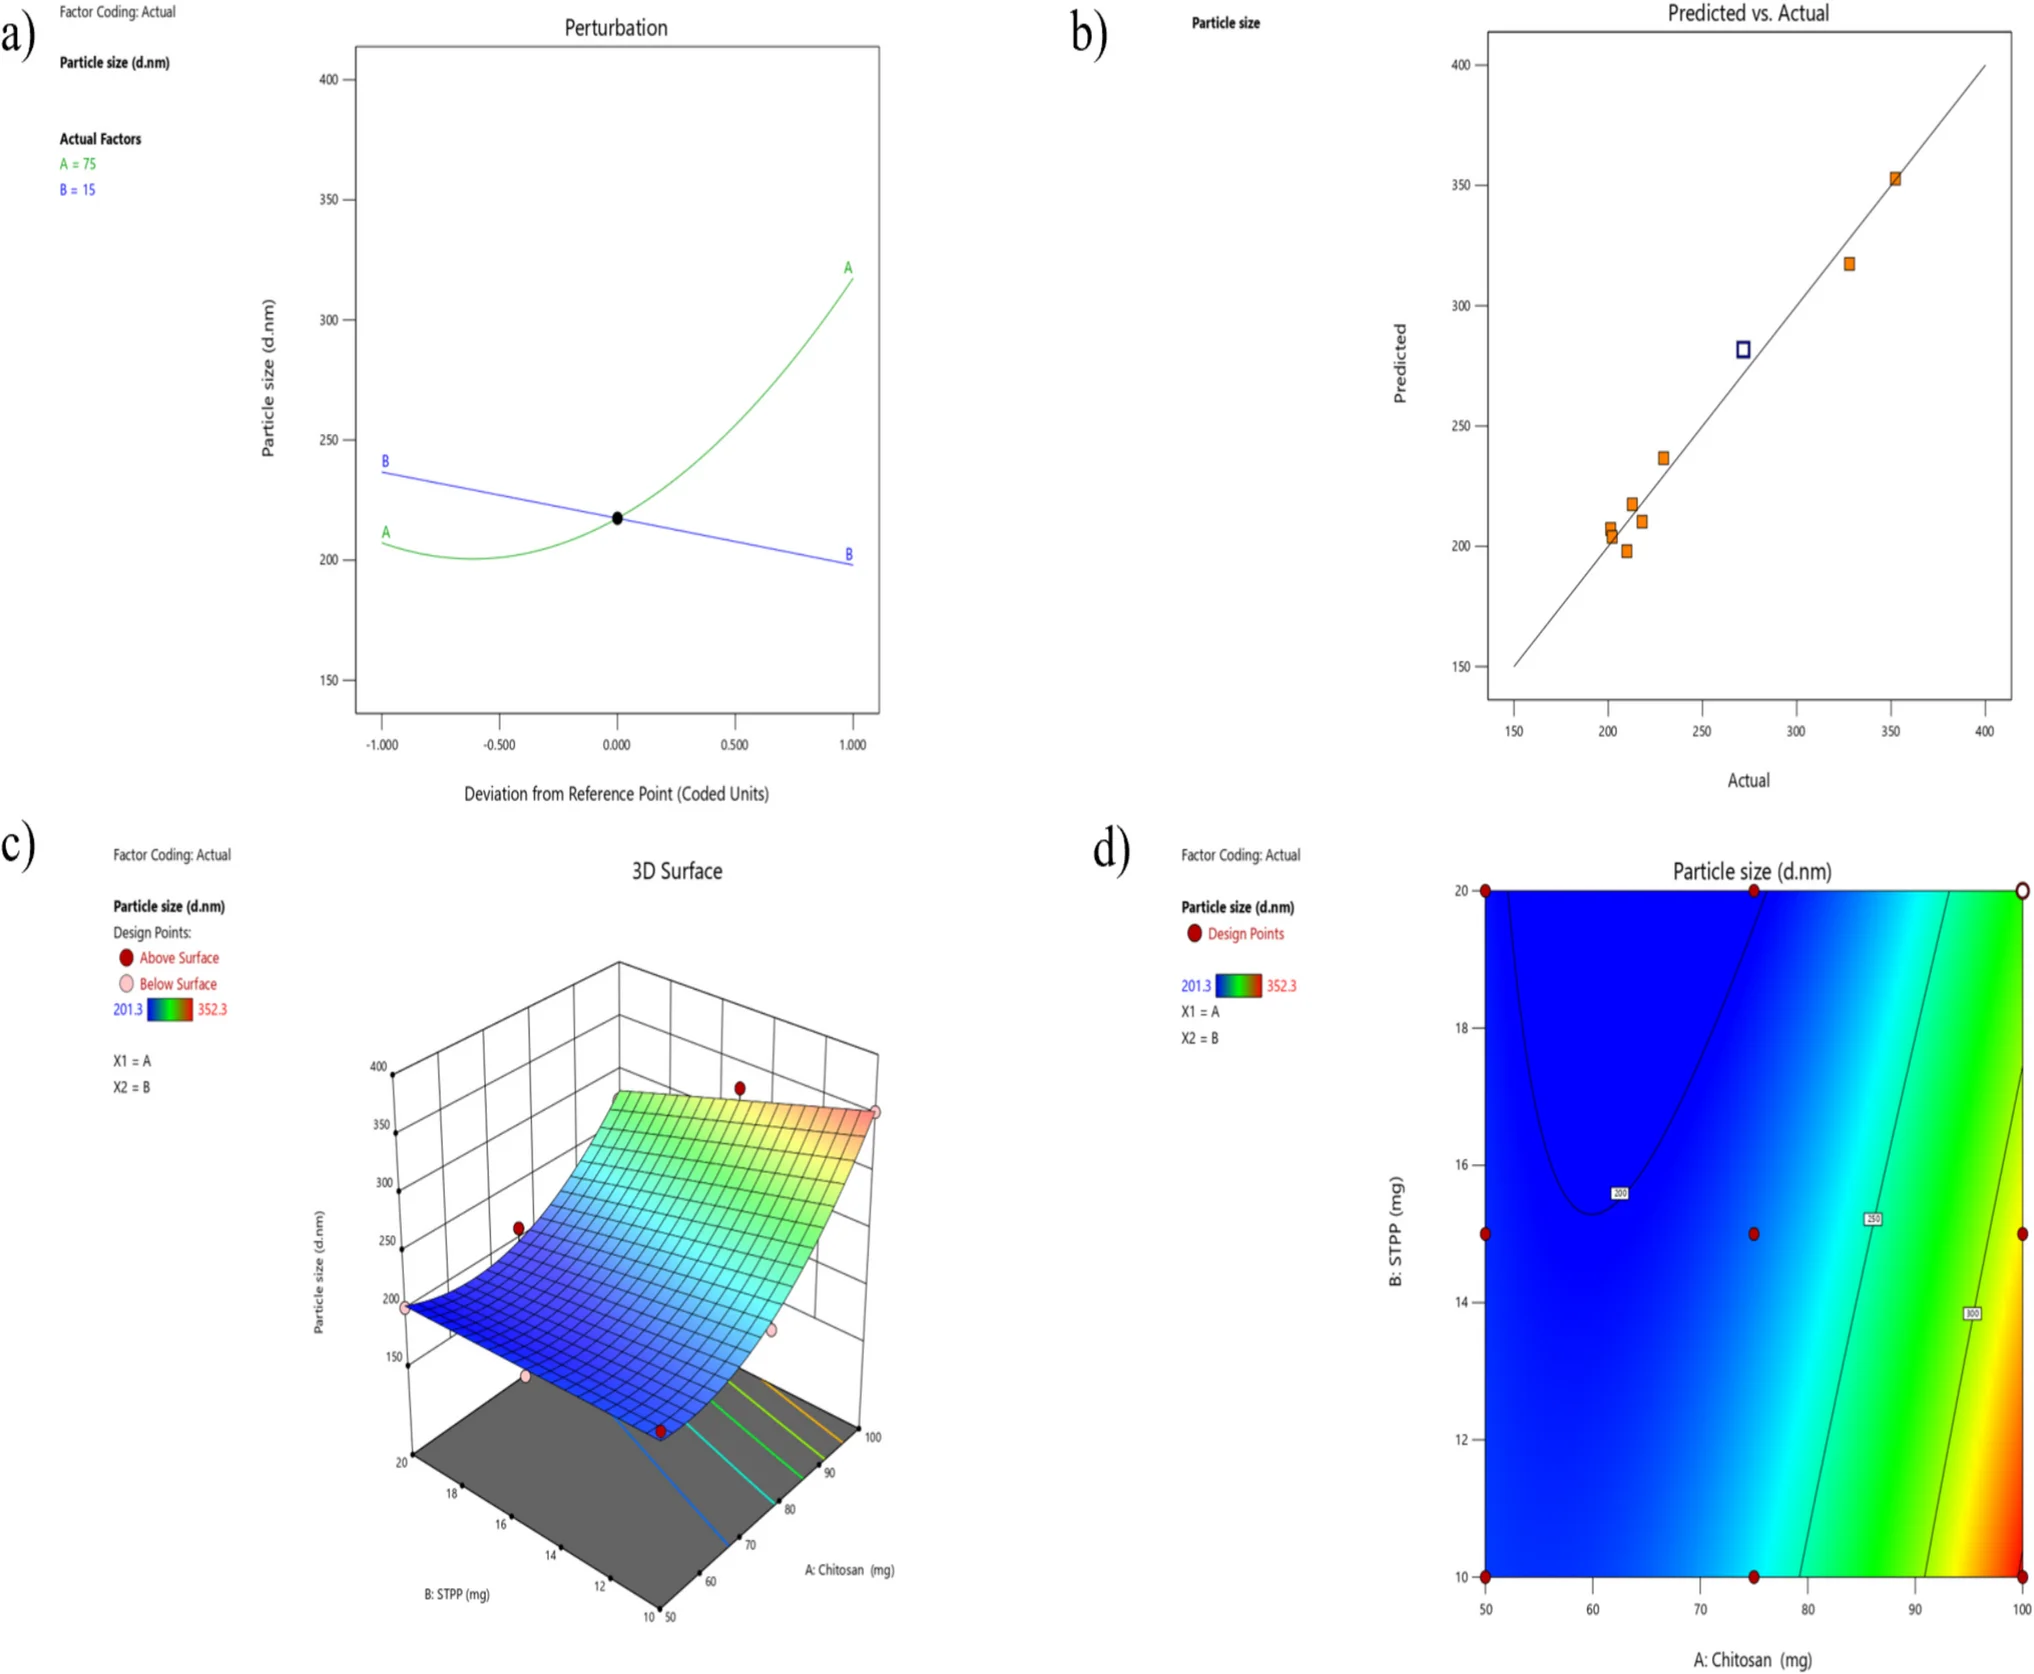 a)
Factor Coding: Actual
Particle size (d.nm)
Actual Factors
A = 75
B = 15
Perturbation
400
350
300
250
200
150
Particle size (d.nm)
A
B
A
B
-1.000
-0.500
0.000
0.500
1.000
Deviation from Reference Point (Coded Units)
b)
Particle size
Predicted vs. Actual
400
350
300
250
200
150
Predicted
150
200
250
300
350
400
Actual
c)
Factor Coding: Actual
Particle size (d.nm)
Design Points:
Above Surface
Below Surface
201.3
352.3
X1 = A
X2 = B
3D Surface
400
350
300
250
200
150
Particle size (d.nm)
20
18
16
14
12
10
B: STPP (mg)
50
60
70
80
90
100
A: Chitosan (mg)
d)
Factor Coding: Actual
Particle size (d.nm)
Design Points
201.3
352.3
X1 = A
X2 = B
Particle size (d.nm)
20
18
16
14
12
10
B: STPP (mg)
200
250
300
50
60
70
80
90
100
A: Chitosan (mg)